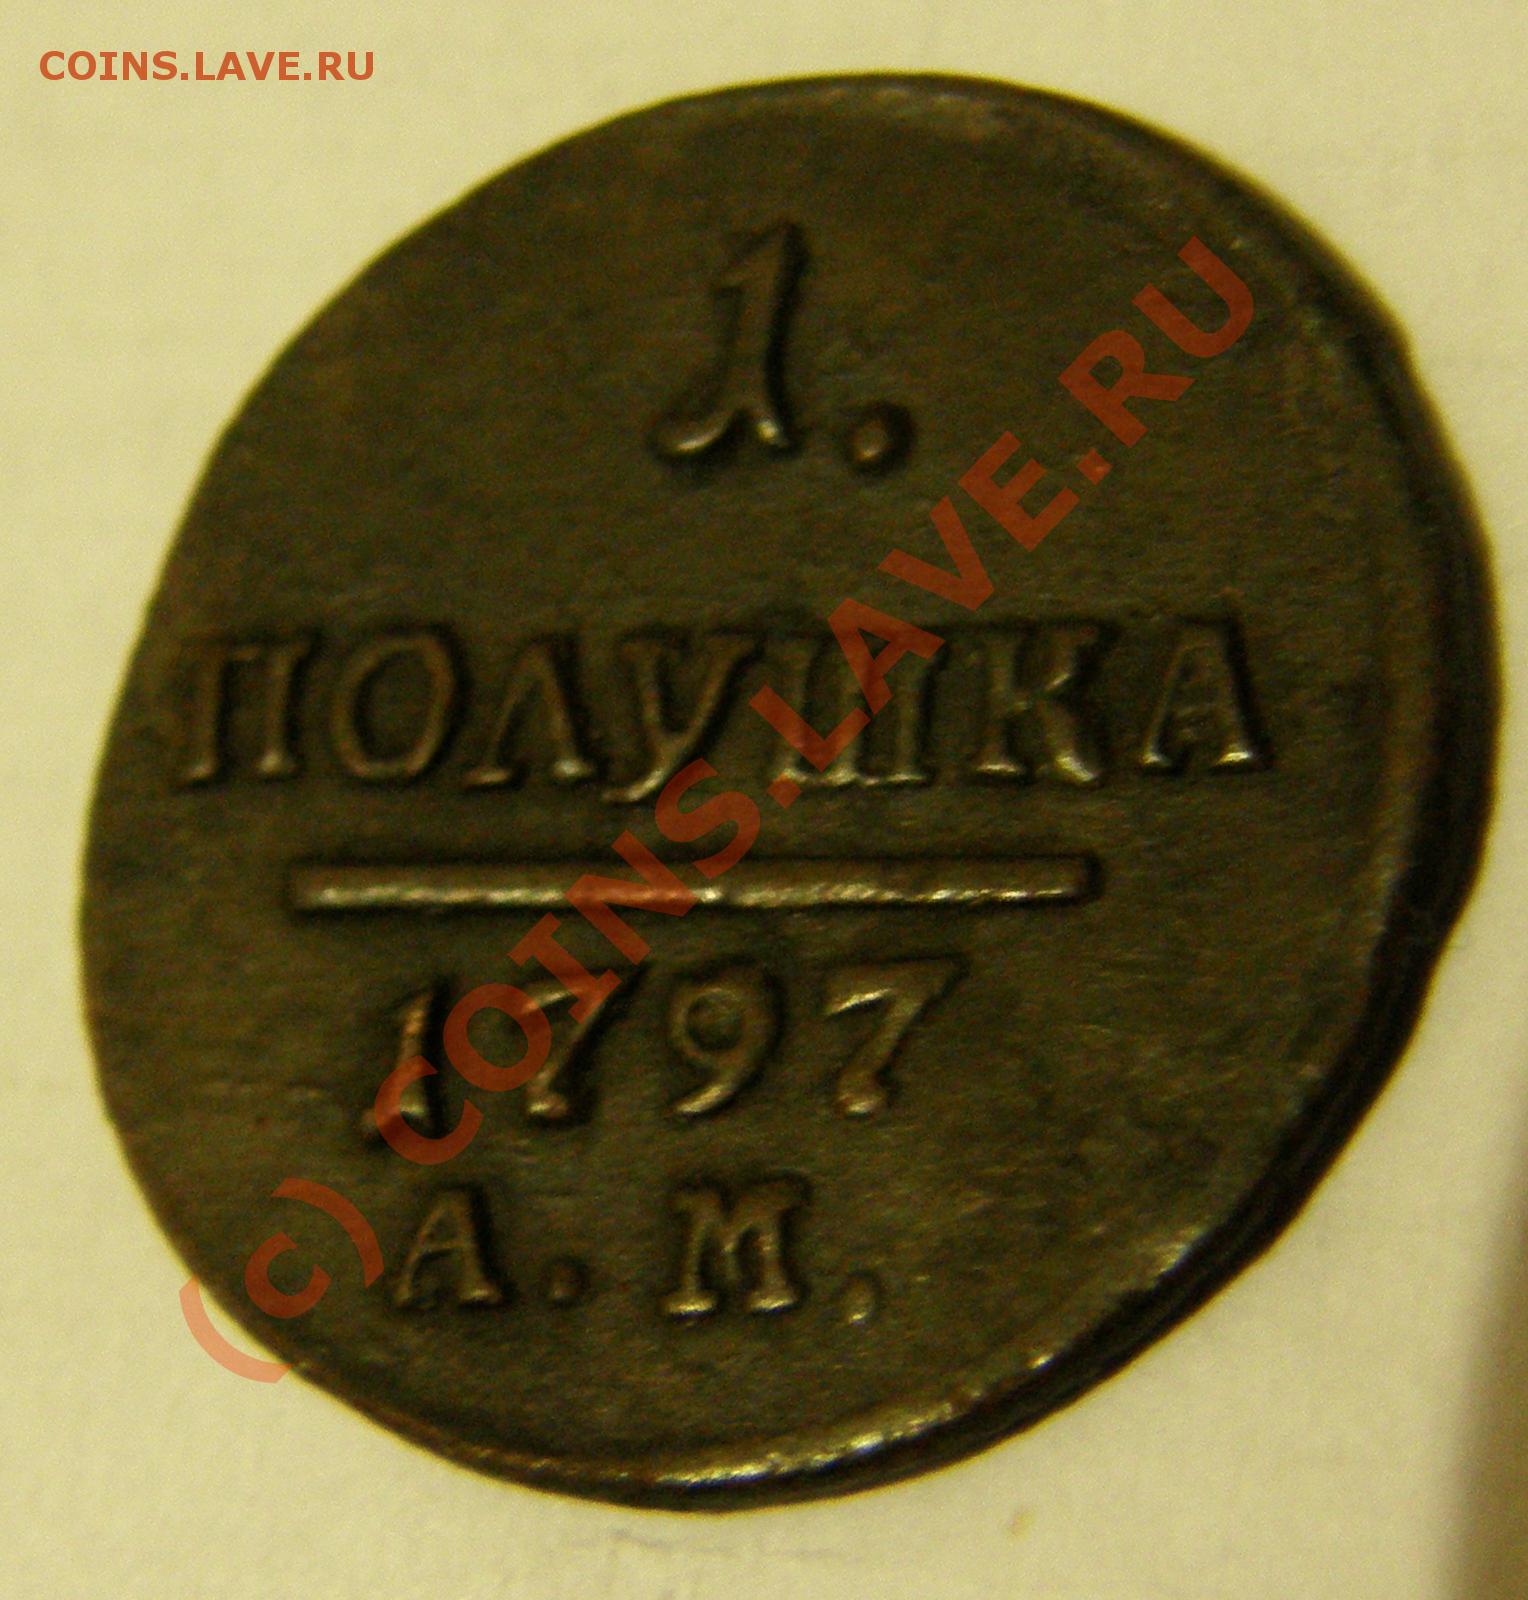 COINS.LAVE.RU
1.
ПОЛУШКА
1797
А.М.
(c) COINS.LAVE.RU